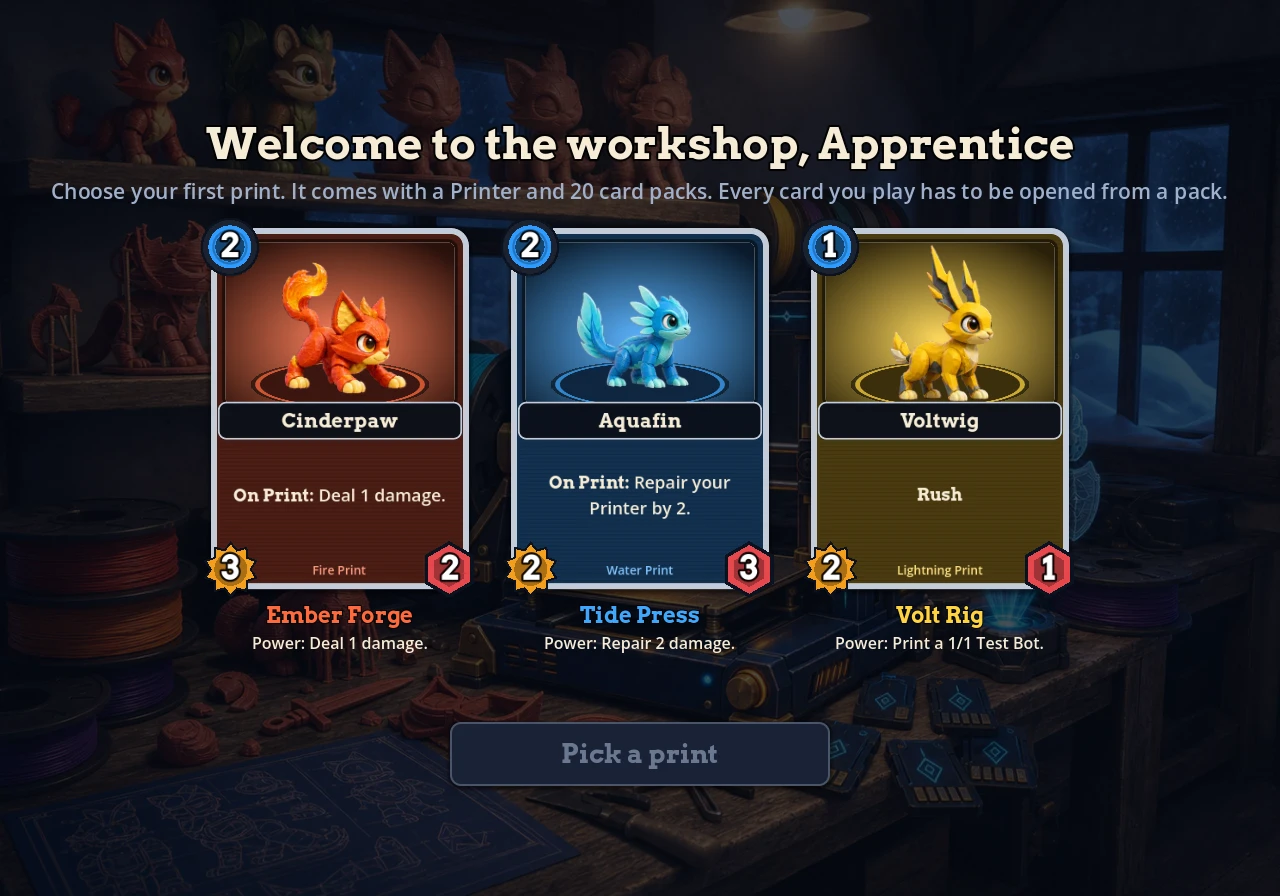 Welcome to the workshop, Apprentice
Choose your first print. It comes with a Printer and 20 card packs. Every card you play has to be opened from a pack.
2
Cinderpaw
On Print: Deal 1 damage.
3
Fire Print
2
Ember Forge
Power: Deal 1 damage.
2
Aquafin
On Print: Repair your
Printer by 2.
2
Water Print
3
Tide Press
Power: Repair 2 damage.
1
Voltwig
Rush
2
Lightning Print
1
Volt Rig
Power: Print a 1/1 Test Bot.
Pick a print